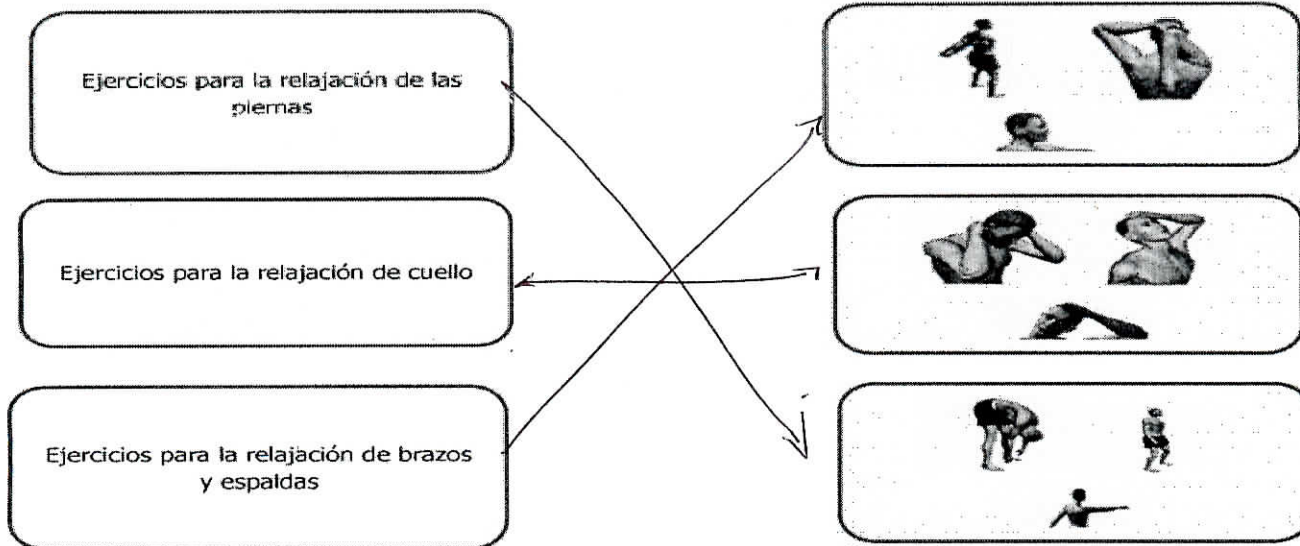 Ejercicios para la relajación de las
piernas
Ejercicios para la relajación de cuello
Ejercicios para la relajación de brazos
y espaldas